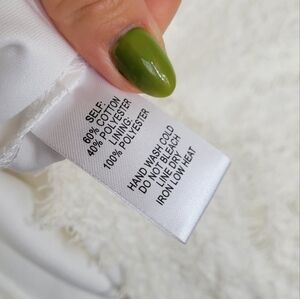 SELF:
60% COTTON
40% POLYESTER
LINING:
100% POLYESTER
HAND WASH COLD
DO NOT BLEACH
LINE DRY
IRON LOW HEAT